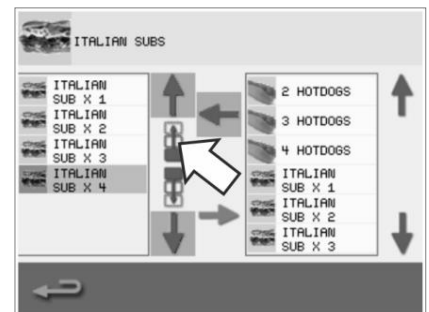 ITALIAN SUBS
ITALIAN
SUB X 1
ITALIAN
SUB X 2
ITALIAN
SUB X 3
ITALIAN
SUB X 4
2 HOTDOGS
3 HOTDOGS
4 HOTDOGS
ITALIAN
SUB X 1
ITALIAN
SUB X 2
ITALIAN
SUB X 3